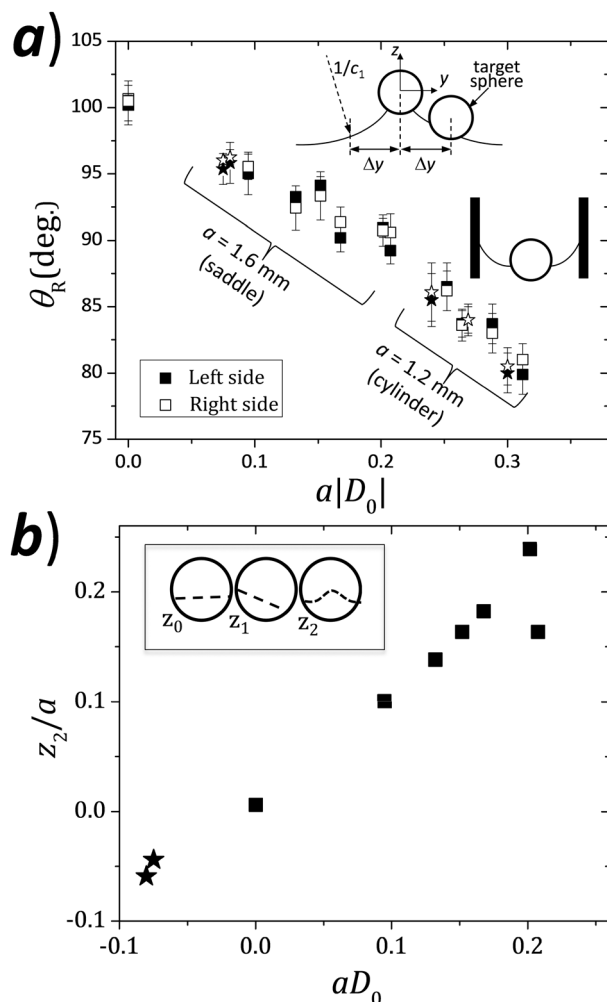 a)
105
100
95
90
85
80
75
θR(deg.)
1/c1
z
y
target
sphere
Δy
Δy
a = 1.6 mm
(saddle)
a = 1.2 mm
(cylinder)
Left side
Right side
0.0
0.1
0.2
0.3
a|D0|
b)
z0
z1
z2
0.2
0.1
0.0
-0.1
z2/a
-0.1
0.0
0.1
0.2
aD0